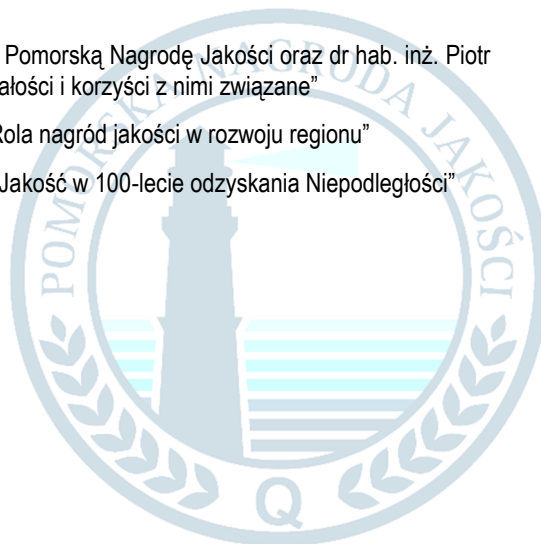 Pomorską Nagrodę Jakości oraz dr hab. inż. Piotr
ałości i korzyści z nimi związane”
Rola nagród jakości w rozwoju regionu”
Jakość w 100-lecie odzyskania Niepodległości”
POMORSKA NAGRODA JAKOŚCI
Q